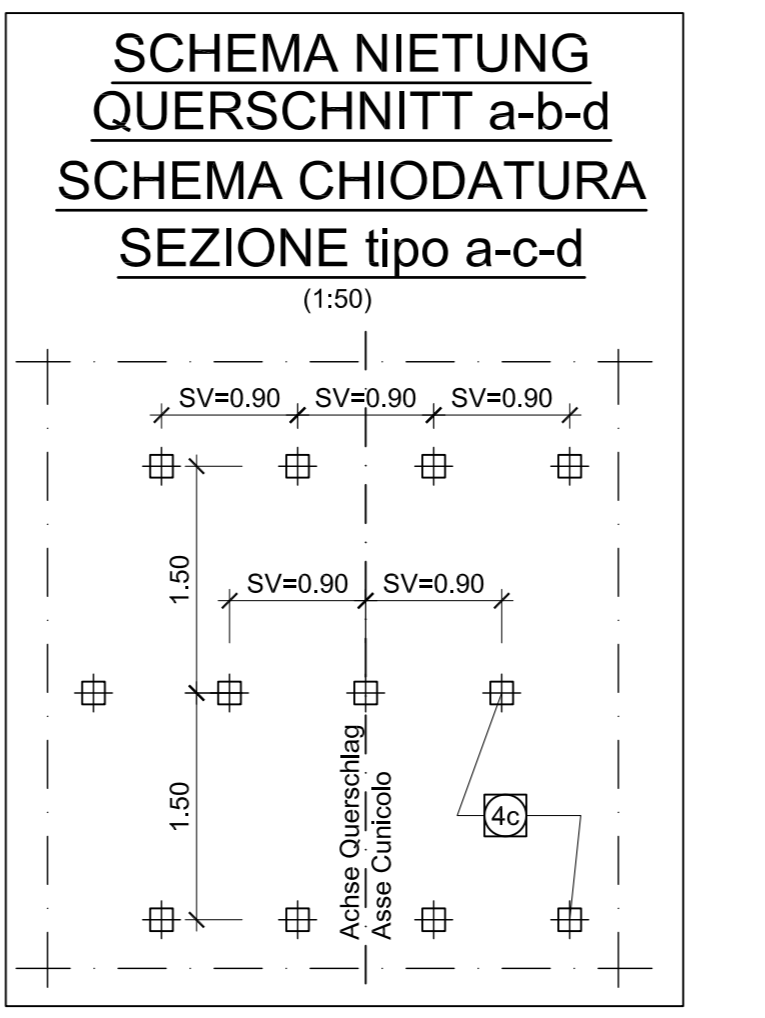 SCHEMA NIETUNG
QUERSCHNITT a-b-d
SCHEMA CHIODATURA
SEZIONE tipo a-c-d
(1:50)
SV=0.90 SV=0.90 SV=0.90
1.50
SV=0.90 SV=0.90
1.50
Achse Querschlag
Asse Cunicolo
4c